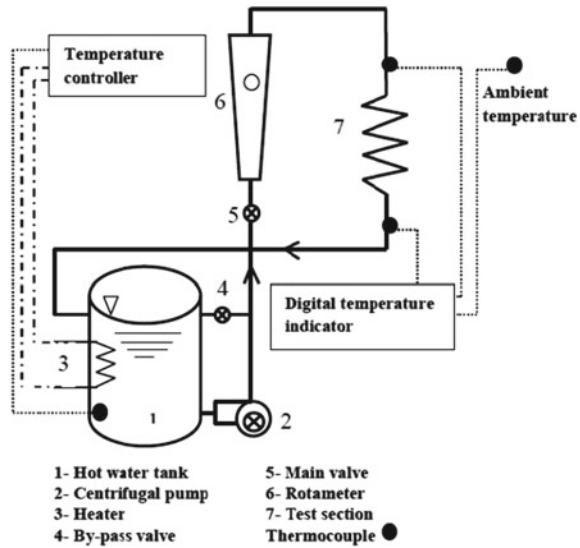 Temperature
controller
6
7
Ambient
temperature
5
4
Digital temperature
indicator
3
1
2
1- Hot water tank
2- Centrifugal pump
3- Heater
4- By-pass valve
5- Main valve
6- Rotameter
7- Test section
Thermocouple